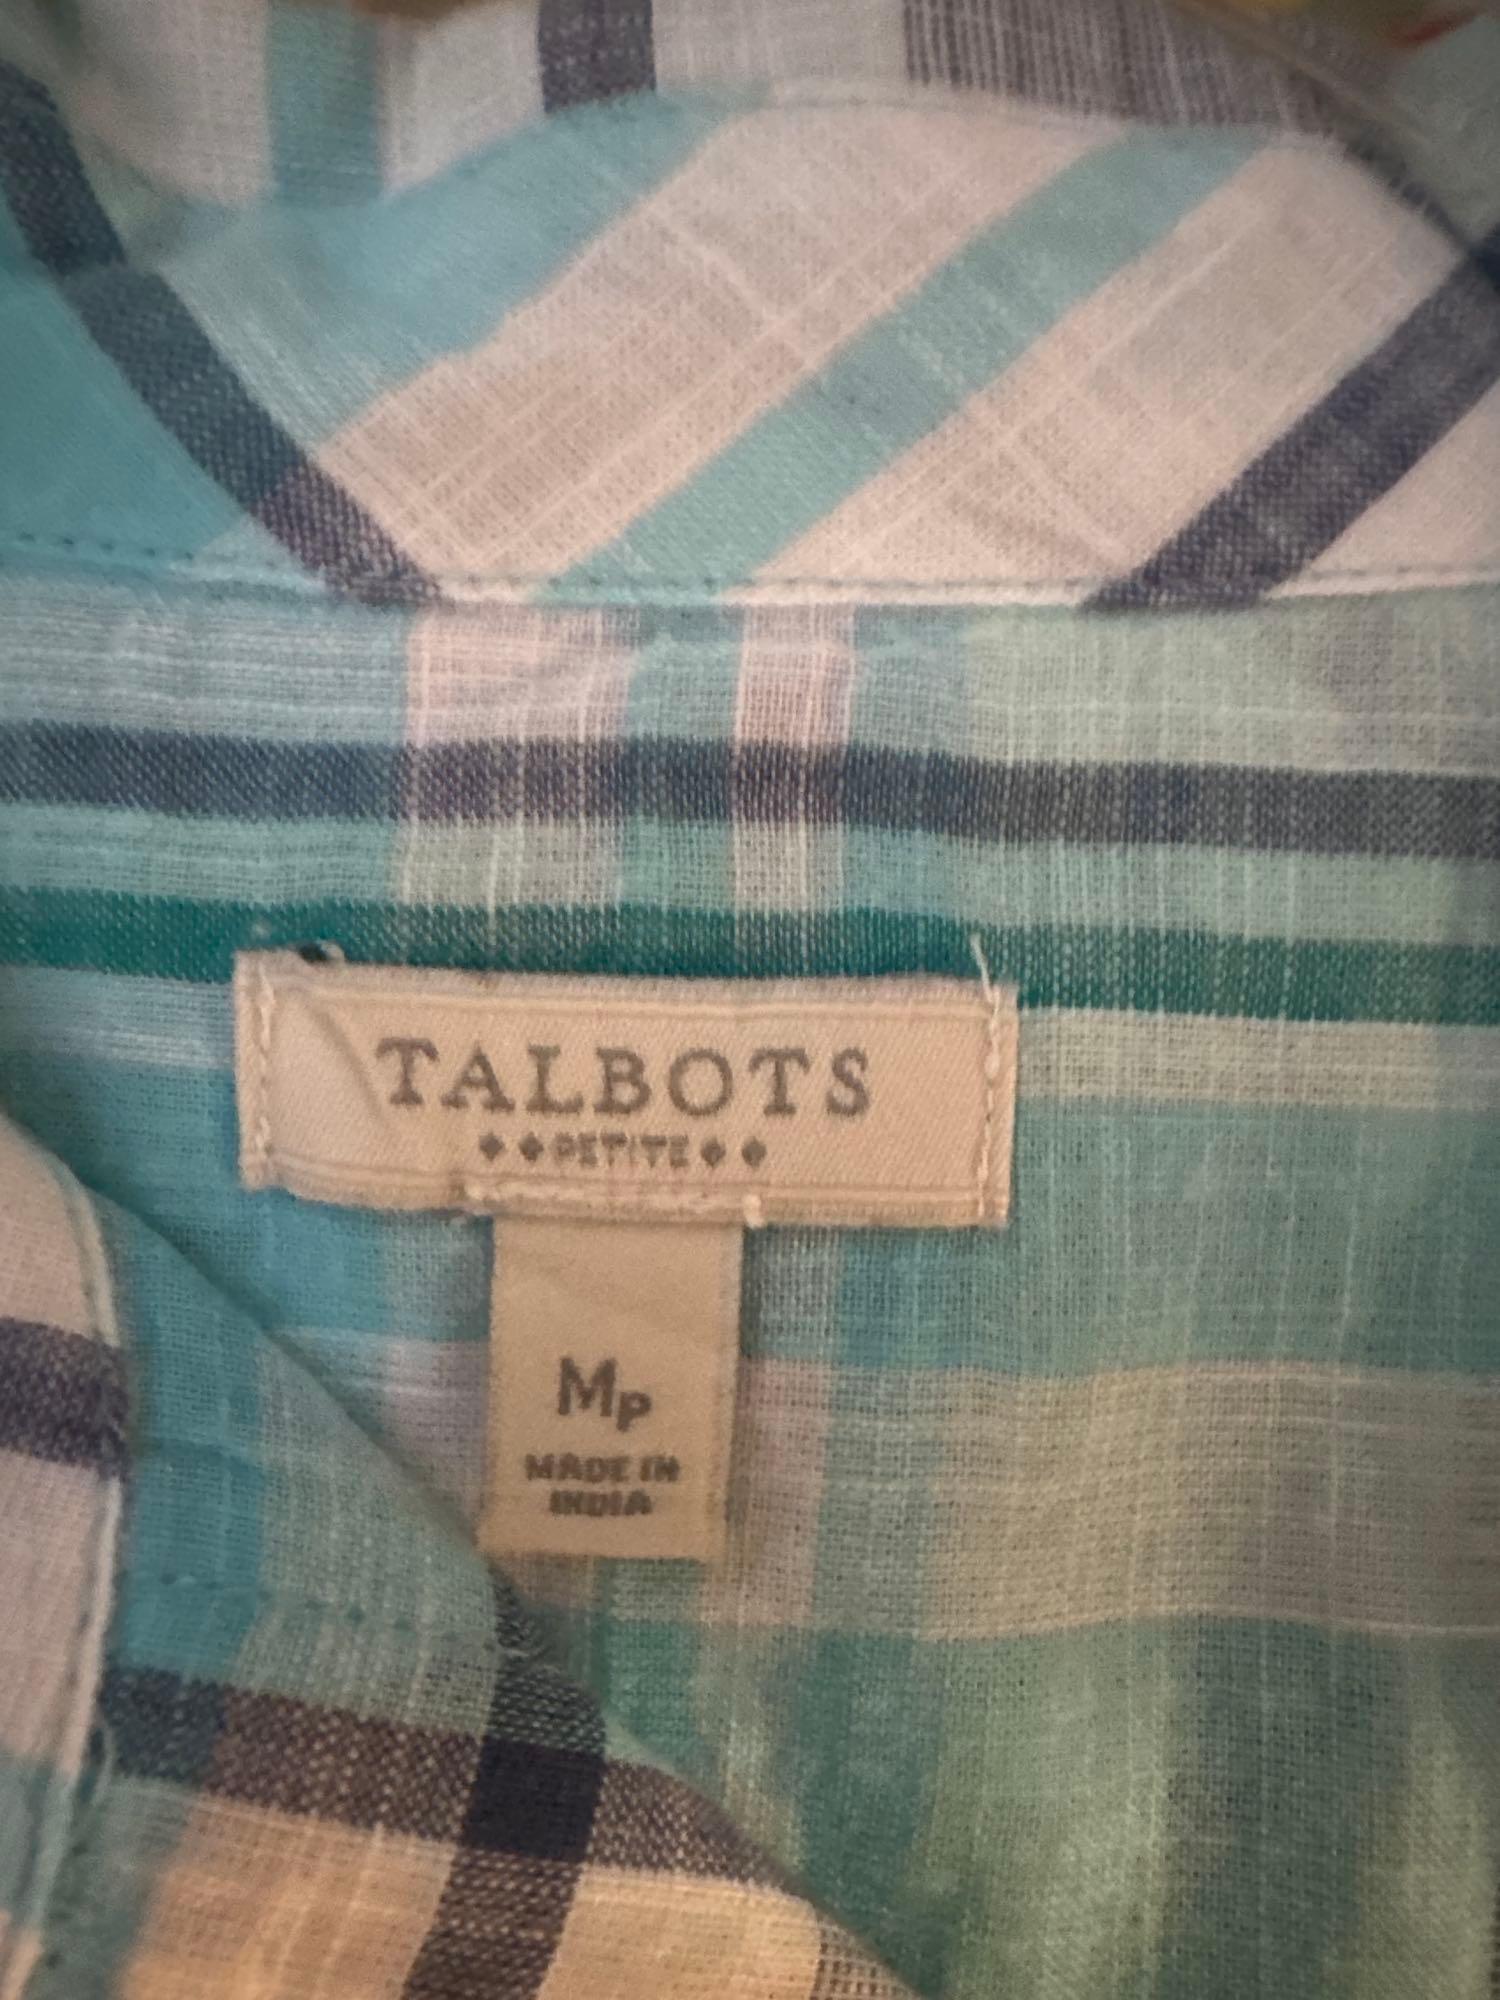 TALBOTS
◆ ◆ PETITE ◆ ◆
MP
MADE IN
INDIA